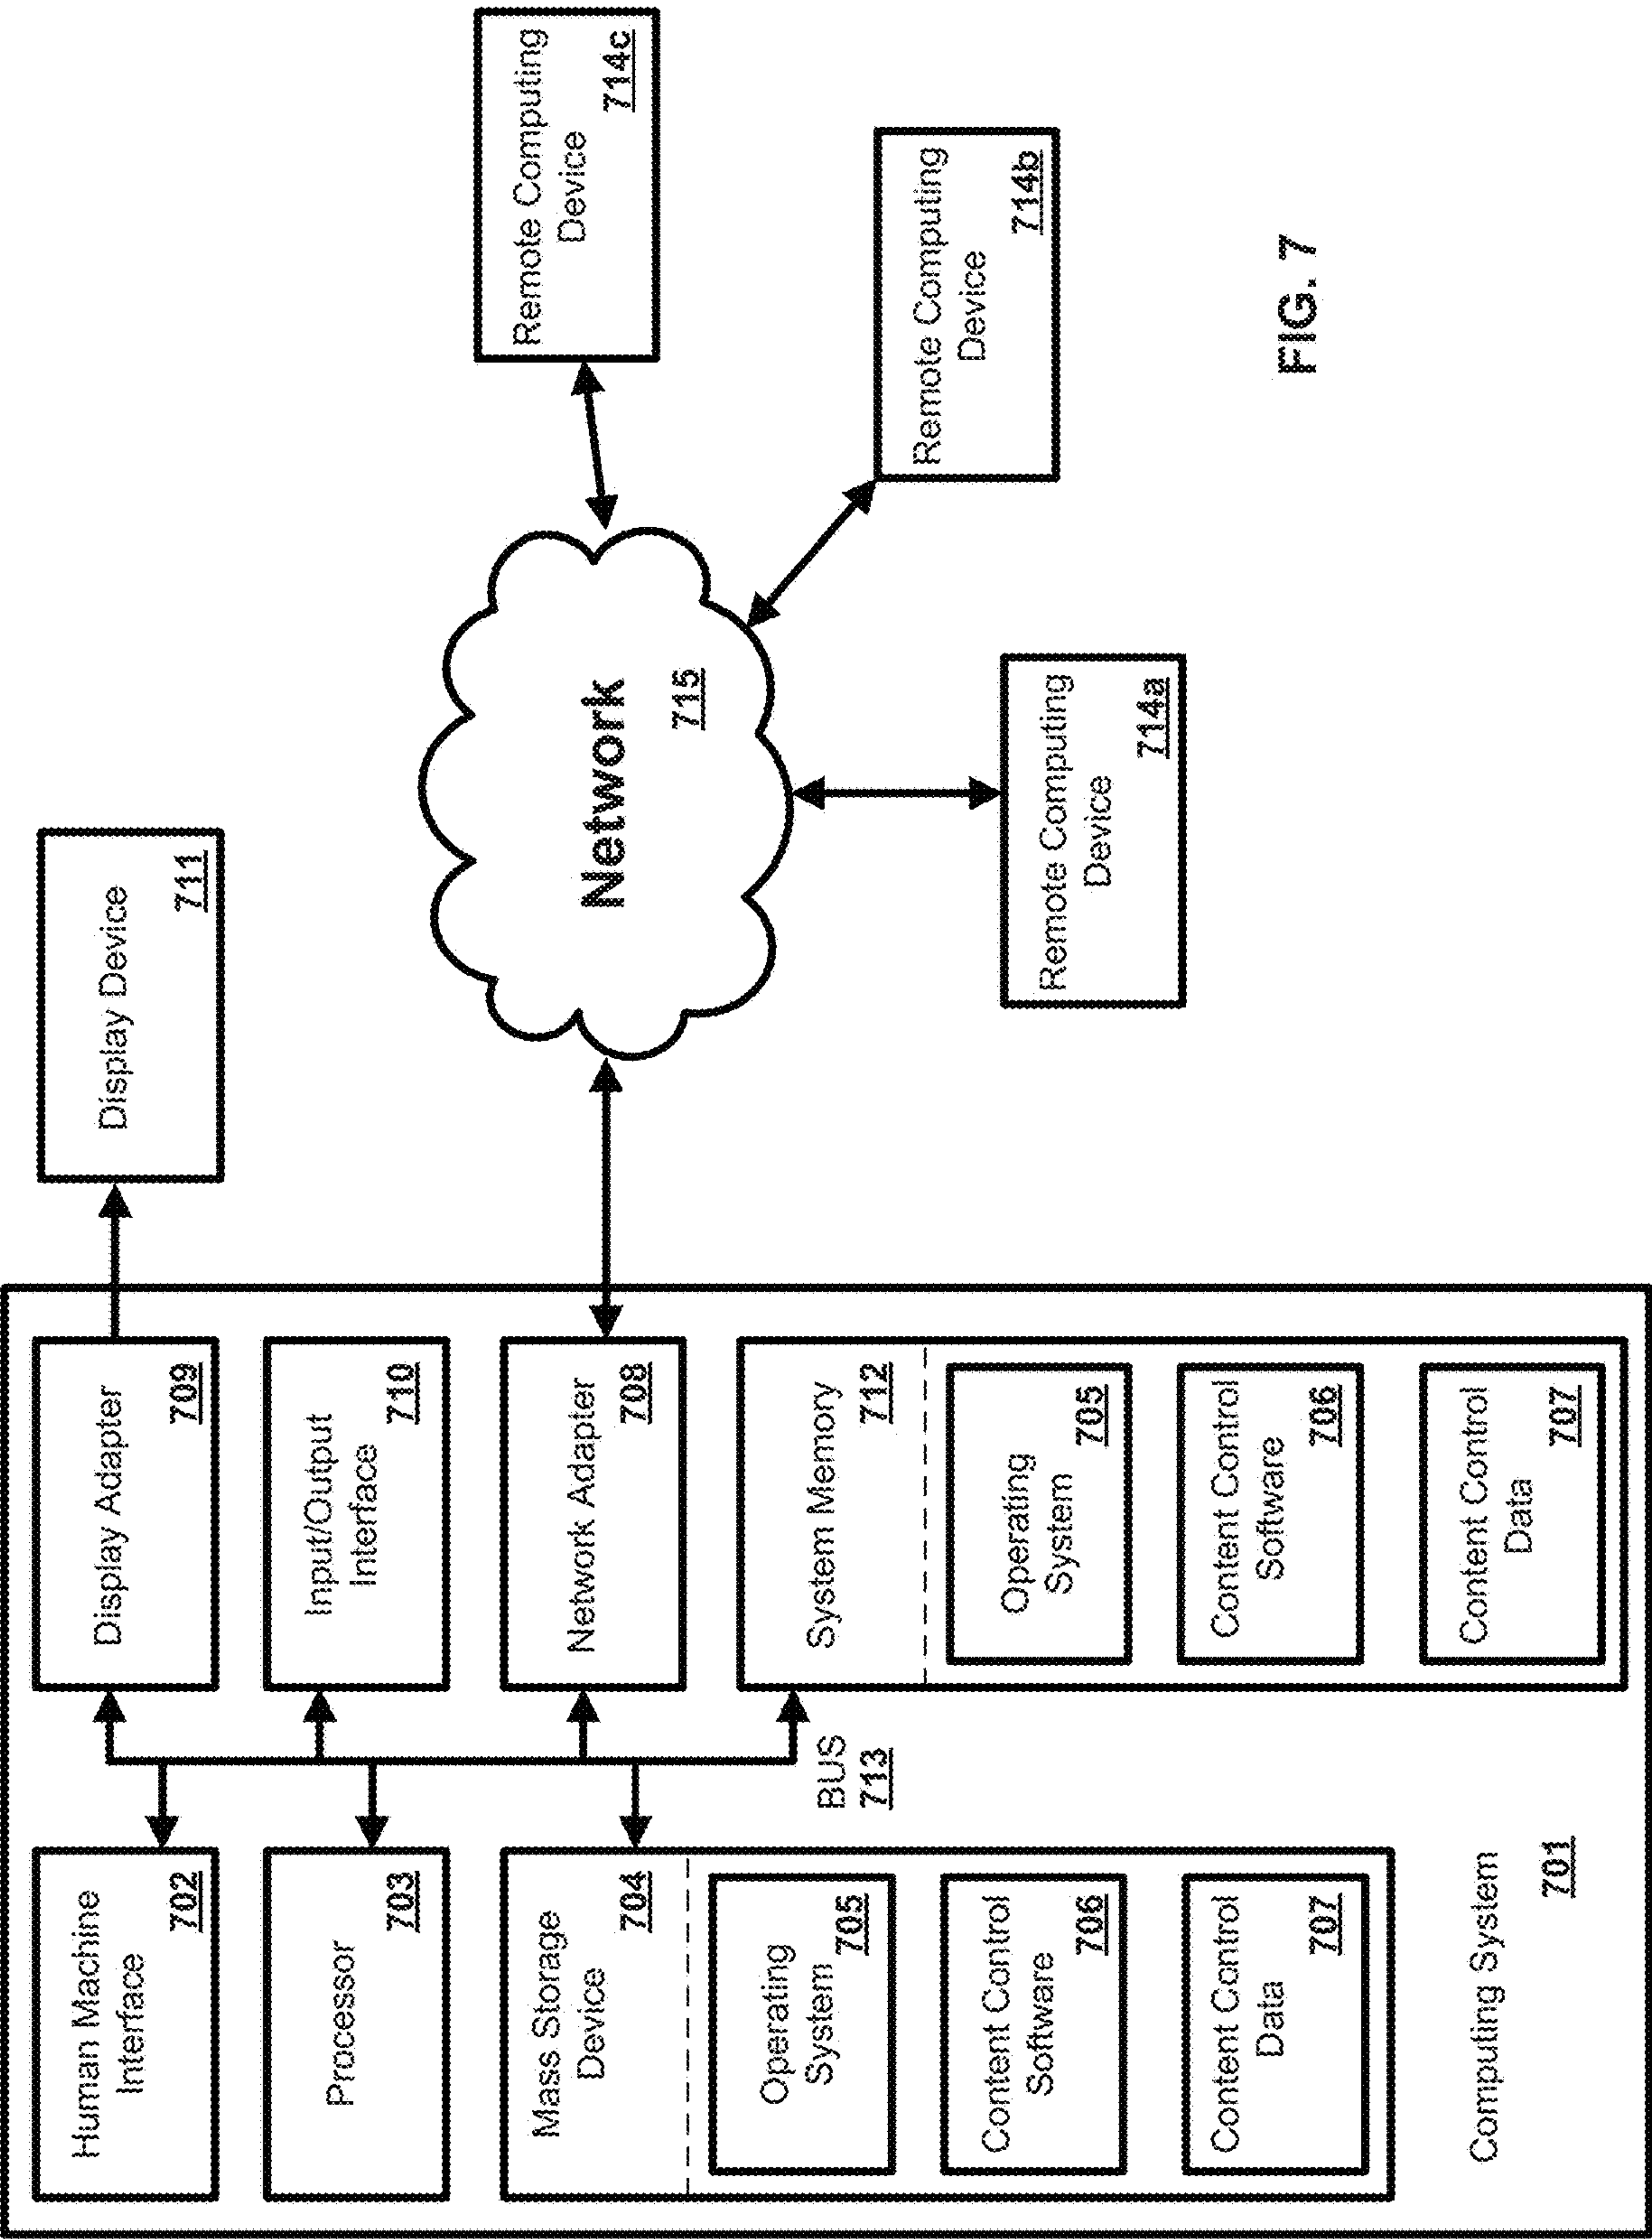 Human Machine
Interface
702
Processor
703
Mass Storage
Device
704
Operating
System
705
Content Control
Software
706
Content Control
Data
707
Computing System
701
BUS
713
Display Adapter
709
Input/Output
Interface
710
Network Adapter
708
System Memory
712
Operating
System
705
Content Control
Software
706
Content Control
Data
707
Display Device
711
Network
715
Remote Computing
Device
714a
Remote Computing
Device
714b
Remote Computing
Device
714c
FIG. 7